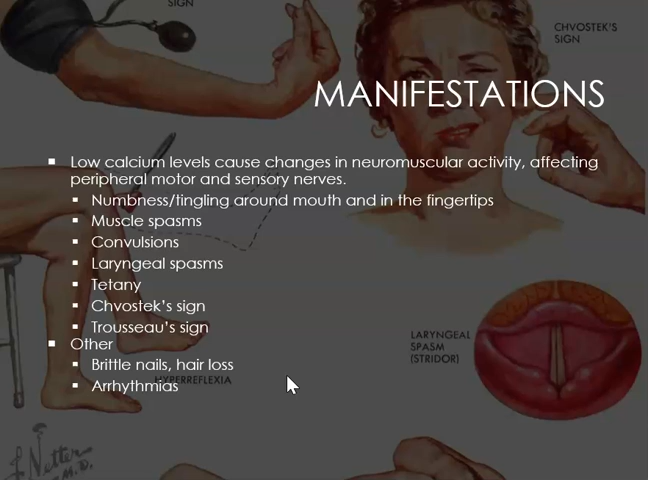 SIGN
CHVOSTEK'S
SIGN
MANIFESTATIONS
▪ Low calcium levels cause changes in neuromuscular activity, affecting
peripheral motor and sensory nerves.
▪ Numbness/tingling around mouth and in the fingertips
▪ Muscle spasms
▪ Convulsions
▪ Laryngeal spasms
▪ Tetany
▪ Chvostek's sign
▪ Trousseau's sign
▪ Other
▪ Brittle nails, hair loss
▪ Arrhythmias
HYPERREFLEXIA
LARYNGEAL
SPASM
(STRIDOR)
F. Netter
M.D.